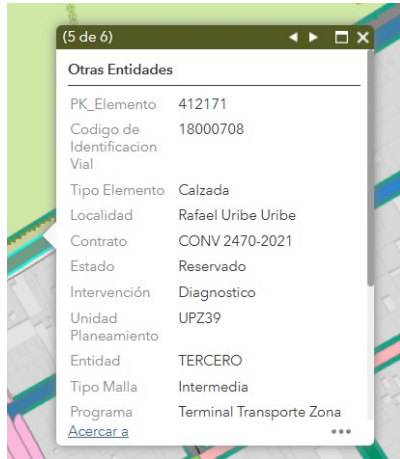 (5 de 6)
Otras Entidades
PK_Elemento 412171
Codigo de 18000708
Identificacion
Vial
Tipo Elemento Calzada
Localidad Rafael Uribe Uribe
Contrato CONV 2470-2021
Estado Reservado
Intervención Diagnostico
Unidad UPZ39
Planeamiento
Entidad TERCERO
Tipo Malla Intermedia
Programa Terminal Transporte Zona
Acercar a